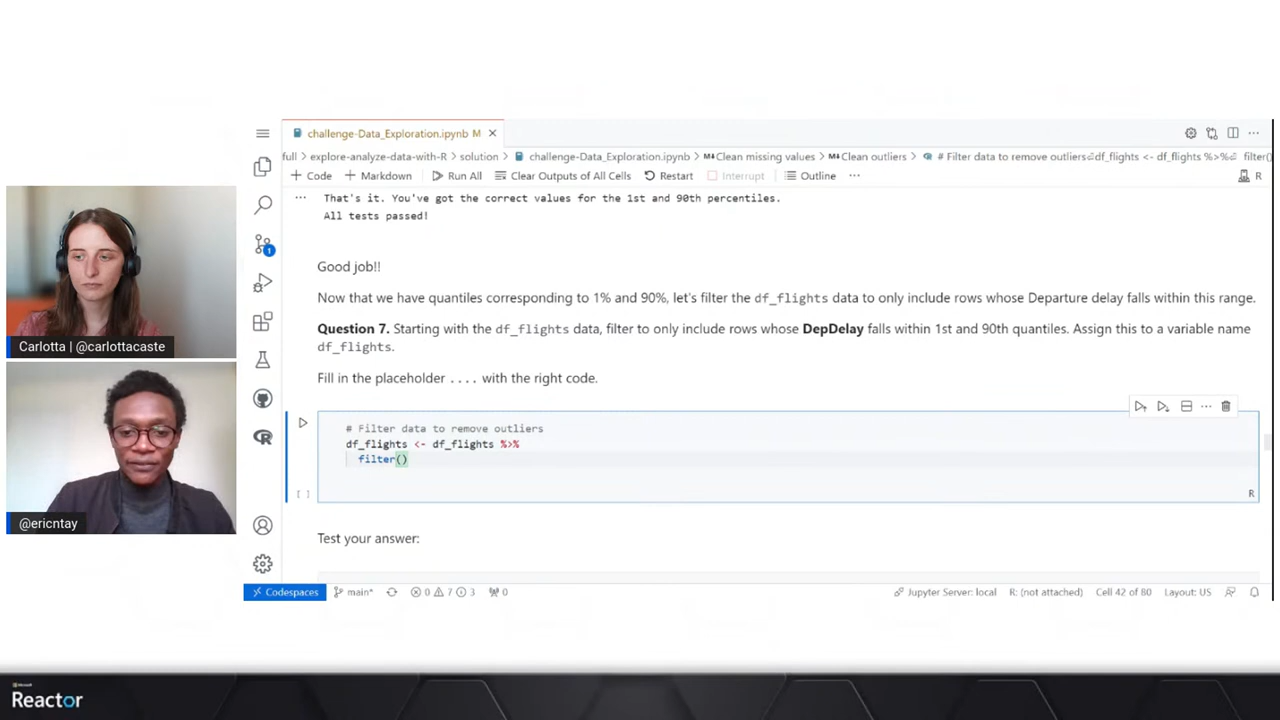 challenge-Data_Exploration.ipynb M
full > explore-analyze-data-with-R > solution > challenge-Data_Exploration.ipynb > M↓Clean missing values > M↓Clean outliers > # Filter data to remove outliers⏎df_flights <- df_flights %>%⏎ filter()
+ Code + Markdown Run All Clear Outputs of All Cells Restart Interrupt Outline ... R
... That's it. You've got the correct values for the 1st and 90th percentiles.
All tests passed!
Good job!!
Now that we have quantiles corresponding to 1% and 90%, let's filter the df_flights data to only include rows whose Departure delay falls within this range.
Question 7. Starting with the df_flights data, filter to only include rows whose DepDelay falls within 1st and 90th quantiles. Assign this to a variable name
df_flights.
Fill in the placeholder .... with the right code.
# Filter data to remove outliers
df_flights <- df_flights %>%
filter()
[ ]
R
Test your answer:
1
Carlotta | @carlottacaste
@ericntay
Codespaces main* 0 7 3 0 Jupyter Server: local R: (not attached) Cell 42 of 80 Layout: US
Microsoft
Reactor